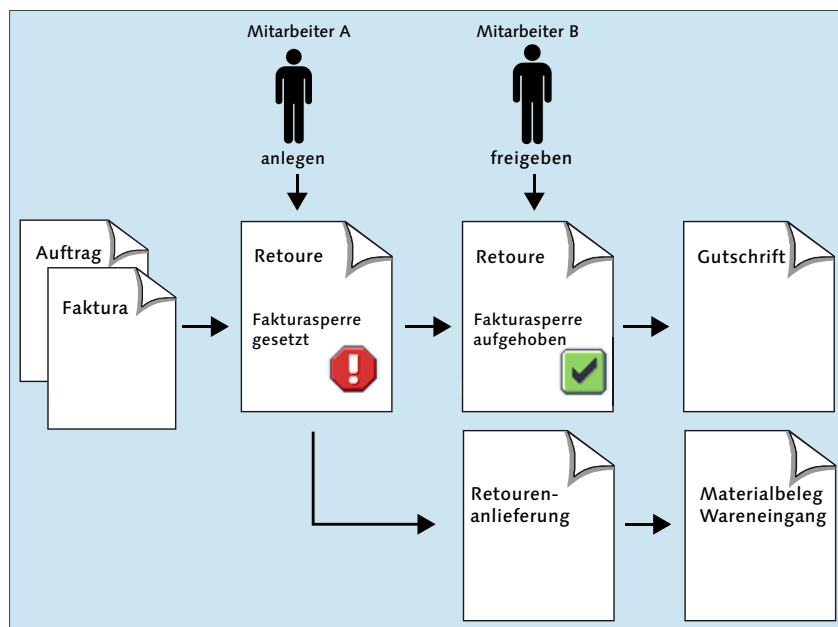 Mitarbeiter A
Mitarbeiter B
anlegen
freigeben
Auftrag
Faktura
Retoure
Fakturasperre
gesetzt
Retoure
Fakturasperre
aufgehoben
Gutschrift
Retouren-
anlieferung
Materialbeleg
Wareneingang